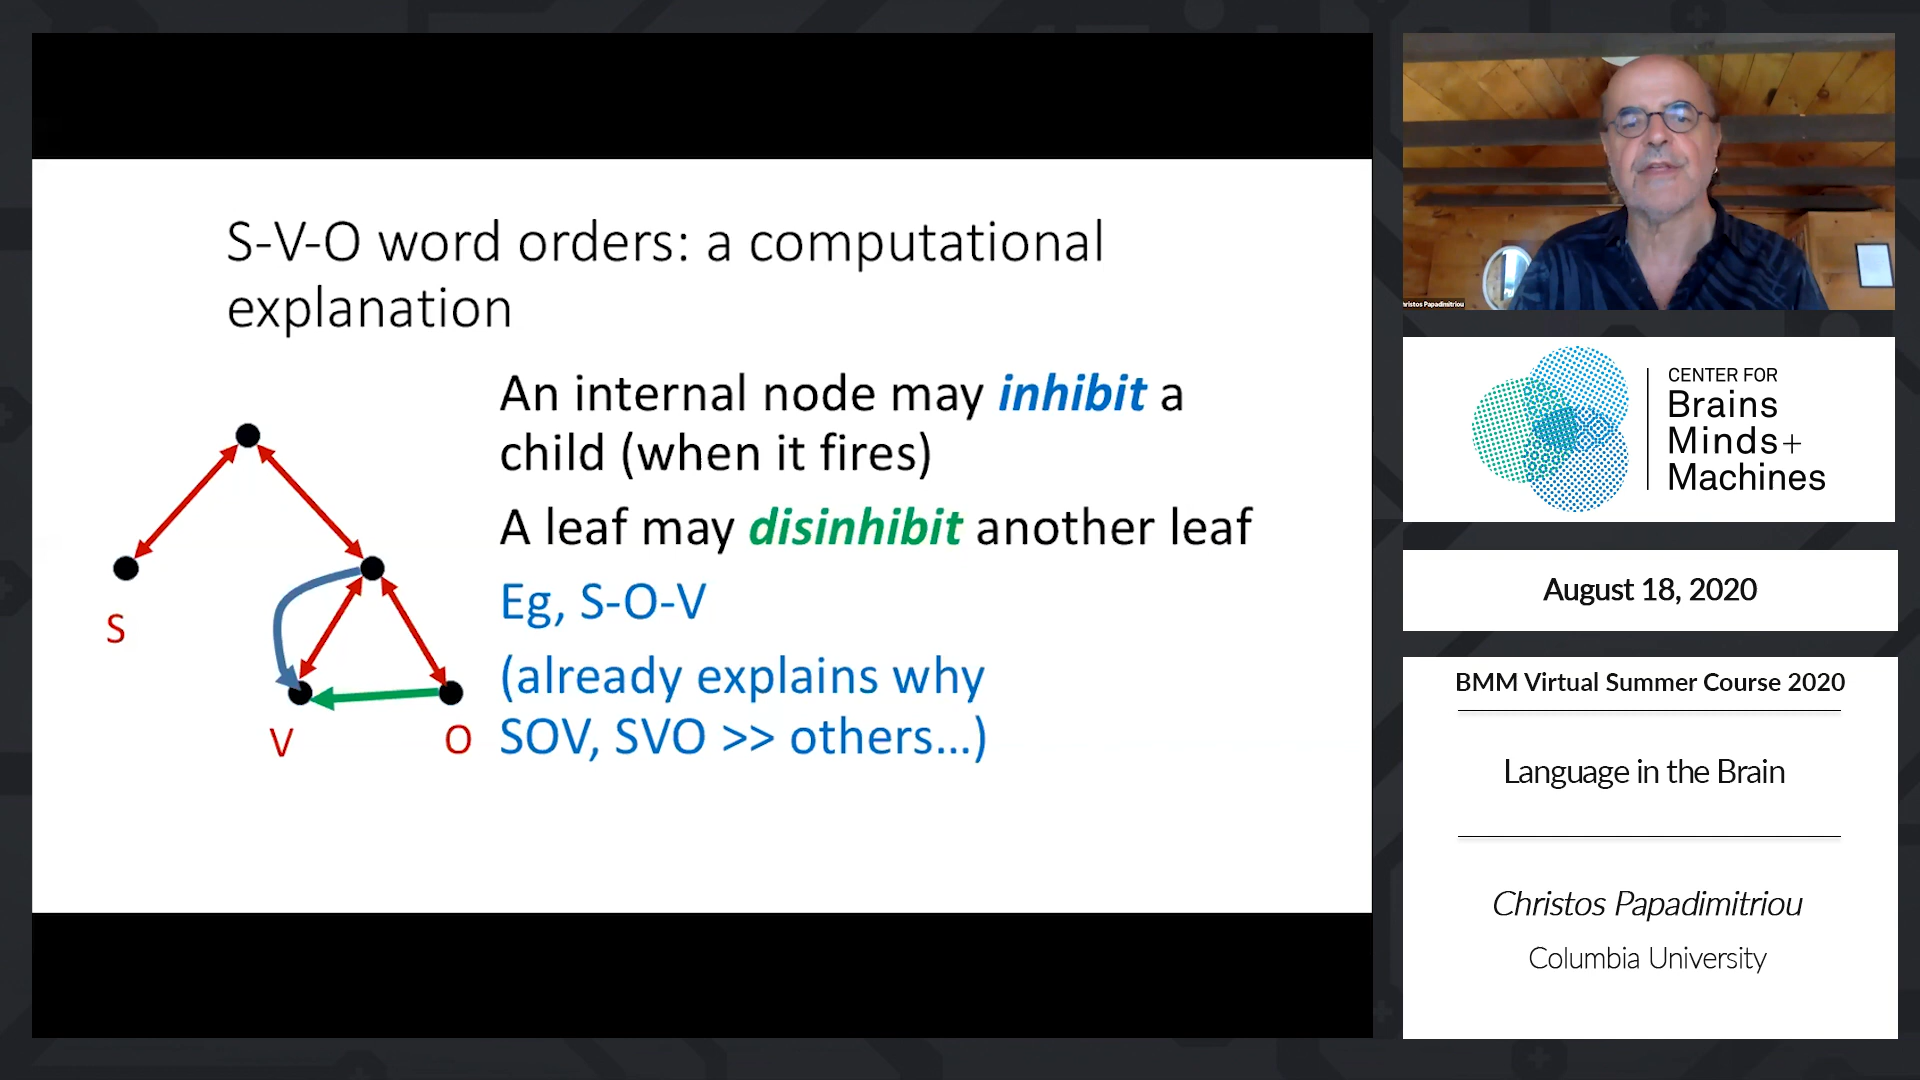 S-V-O word orders: a computational
explanation
An internal node may inhibit a
child (when it fires)
A leaf may disinhibit another leaf
Eg, S-O-V
(already explains why
SOV, SVO >> others...)
S
V
O
Christos Papadimitriou
CENTER FOR
Brains
Minds+
Machines
August 18, 2020
BMM Virtual Summer Course 2020
Language in the Brain
Christos Papadimitriou
Columbia University